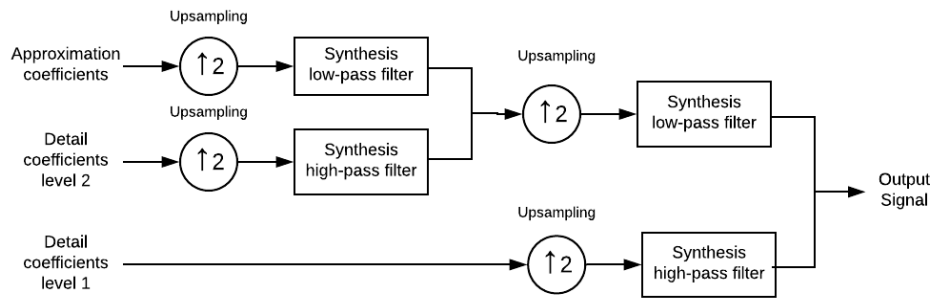 Upsampling
Approximation
coefficients
↑2
Synthesis
low-pass filter
Upsampling
Detail
coefficients
level 2
↑2
Synthesis
high-pass filter
Upsampling
↑2
Synthesis
low-pass filter
Output
Signal
Detail
coefficients
level 1
Upsampling
↑2
Synthesis
high-pass filter